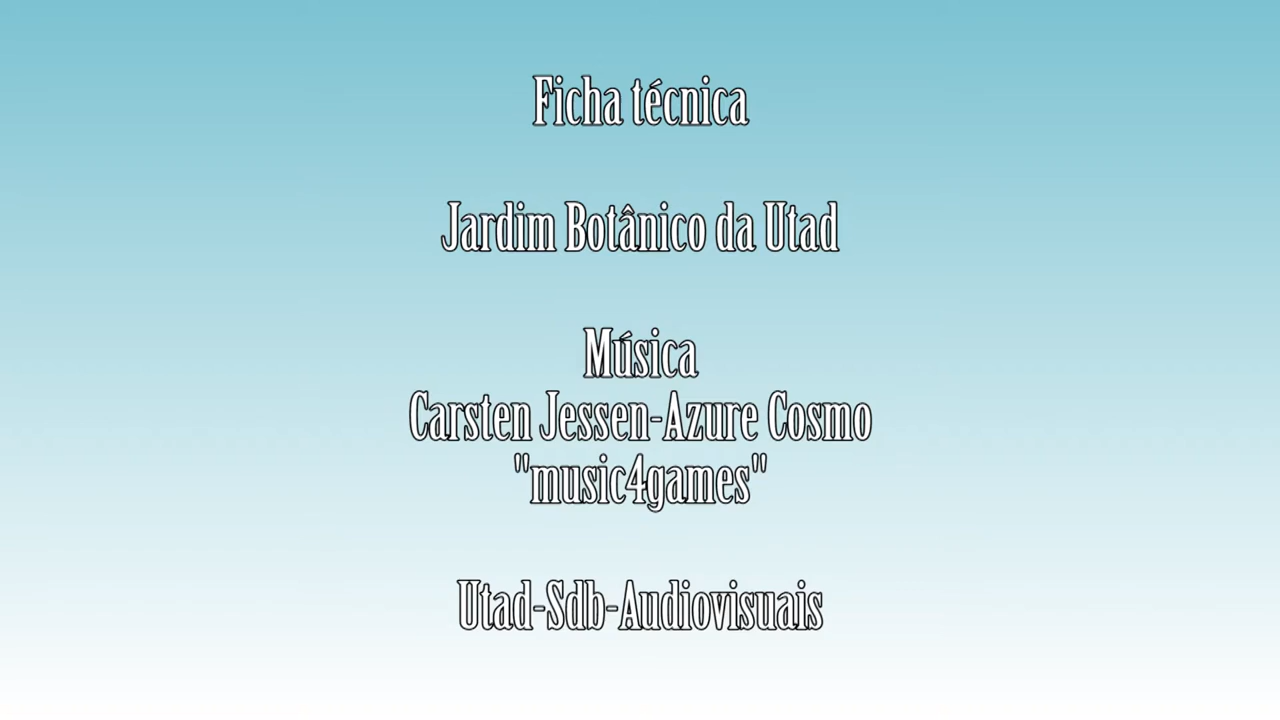 Ficha técnica
Jardim Botânico da Utad
Música
Carsten Jessen-Azure Cosmo
"music4games"
Utad-Sdb-Audiovisuais